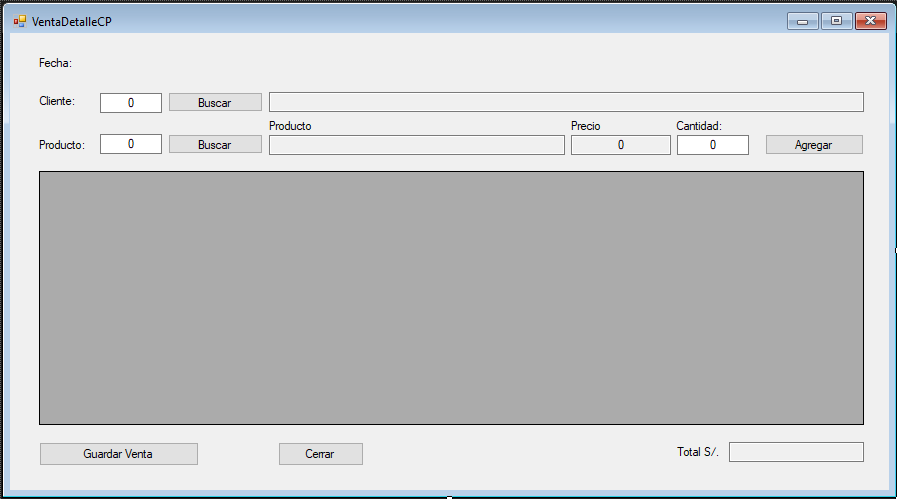 VentaDetalleCP
Fecha:
Cliente: 0 Buscar
Producto Precio Cantidad:
Producto: 0 Buscar 0 0 Agregar
Guardar Venta Cerrar Total S/.